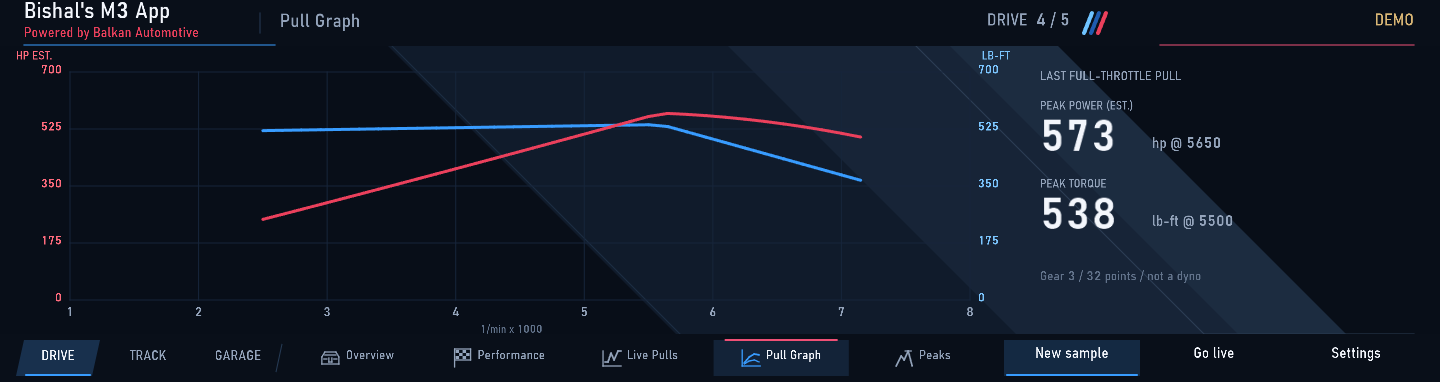 Bishal's M3 App
Powered by Balkan Automotive
Pull Graph
DRIVE 4 / 5
DEMO
HP EST.
LB-FT
700
525
350
175
0
700
525
350
175
0
1 2 3 4 5 6 7 8
1/min x 1000
LAST FULL-THROTTLE PULL
PEAK POWER (EST.)
573 hp @ 5650
PEAK TORQUE
538 lb-ft @ 5500
Gear 3 / 32 points / not a dyno
DRIVE TRACK GARAGE Overview Performance Live Pulls Pull Graph Peaks New sample Go live Settings